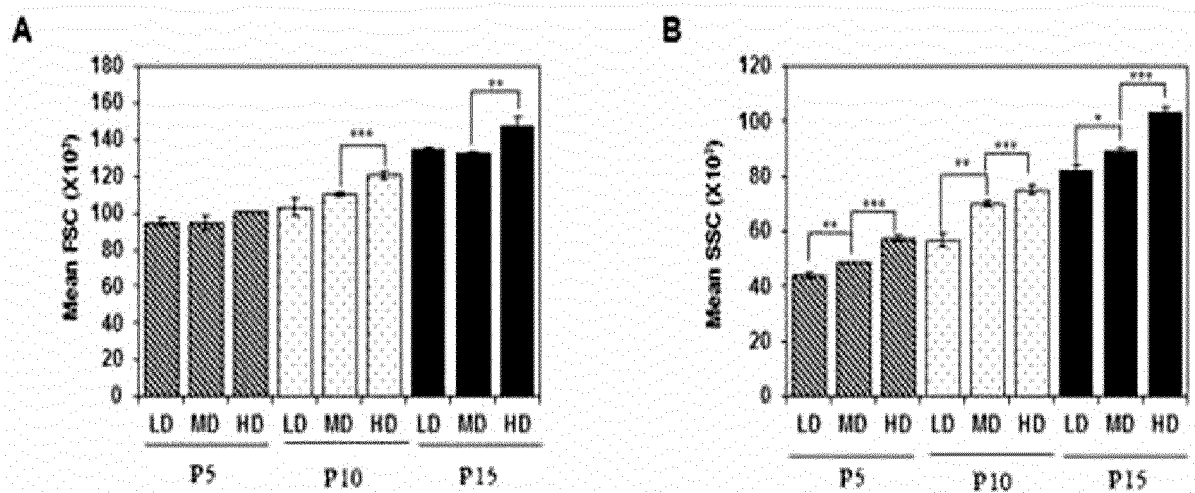 A
Mean FSC (X10³)
180
160
140
120
100
80
60
40
20
0
***
**
LD MD HD LD MD HD LD MD HD
P5 P10 P15
B
Mean SSC (X10³)
120
100
80
60
40
20
0
** *** ** *** * ***
LD MD HD LD MD HD LD MD HD
P5 P10 P15